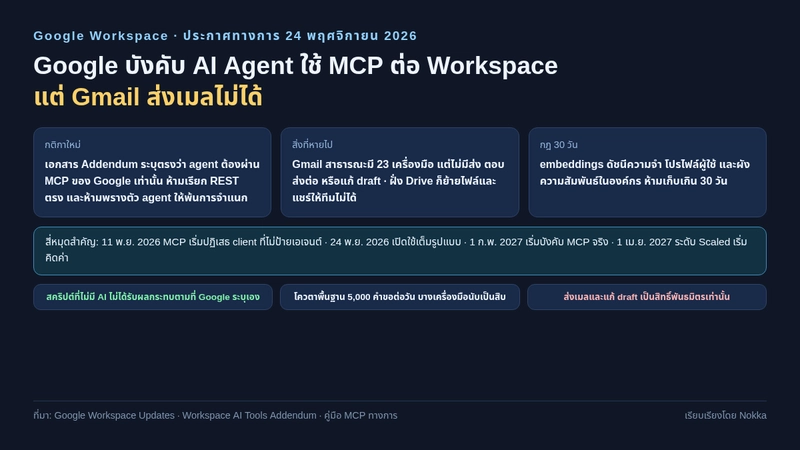 Google Workspace · ประกาศทางการ 24 พฤศจิกายน 2026
Google บังคับ AI Agent ใช้ MCP ต่อ Workspace
แต่ Gmail ส่งเมลไม่ได้
กติกาใหม่
เอกสาร Addendum ระบุตรงว่า agent ต้องผ่าน
MCP ของ Google เท่านั้น ห้ามเรียก REST
ตรง และห้ามพรางตัว agent ให้พ้นการจำแนก
สิ่งที่หายไป
Gmail สาธารณะมี 23 เครื่องมือ แต่ไม่มีส่ง ตอบ
ส่งต่อ หรือแก้ draft · ฝั่ง Drive ก็ย้ายไฟล์และ
แชร์ให้ทีมไม่ได้
กฎ 30 วัน
embeddings ดัชนีความจำ โปรไฟล์ผู้ใช้ และผัง
ความสัมพันธ์ในองค์กร ห้ามเก็บเกิน 30 วัน
สี่หมุดสำคัญ: 11 พ.ย. 2026 MCP เริ่มปฏิเสธ client ที่ไม่ป้ายเอเจนต์ · 24 พ.ย. 2026 เปิดใช้เต็มรูปแบบ · 1 ก.พ. 2027 เริ่มบังคับ MCP จริง · 1 เม.ย. 2027 ระดับ Scaled เริ่ม
คิดค่า
สคริปต์ที่ไม่มี AI ไม่ได้รับผลกระทบตามที่ Google ระบุเอง
โควตาพื้นฐาน 5,000 คำขอต่อวัน บางเครื่องมือนับเป็นสิบ
ส่งเมลและแก้ draft เป็นสิทธิ์พันธมิตรเท่านั้น
ที่มา: Google Workspace Updates · Workspace AI Tools Addendum · คู่มือ MCP ทางการ
เรียบเรียงโดย Nokka